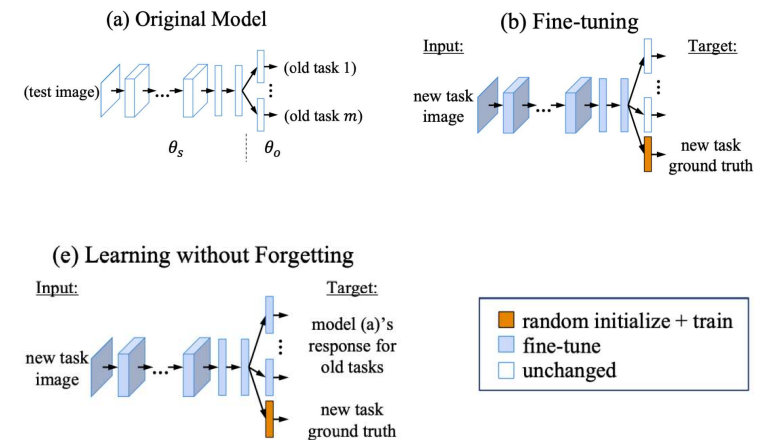 (a) Original Model
(test image)
...
(old task 1)
⋮
(old task m)
θs
θo
(b) Fine-tuning
Input:
Target:
new task
image
...
⋮
new task
ground truth
(e) Learning without Forgetting
Input:
Target:
new task
image
...
model (a)'s
response for
old tasks
⋮
new task
ground truth
random initialize + train
fine-tune
unchanged